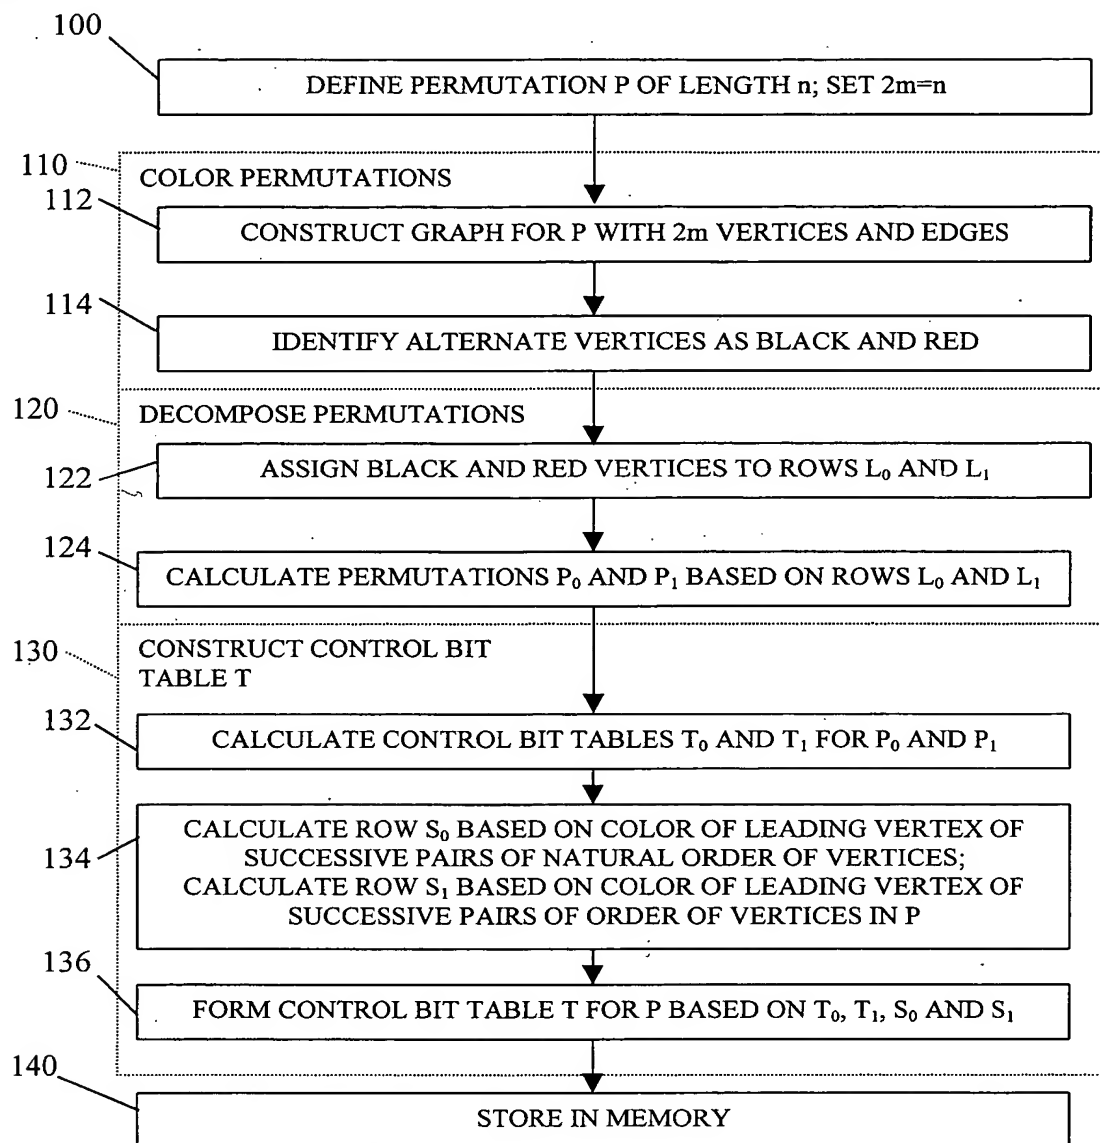 100
DEFINE PERMUTATION P OF LENGTH n; SET 2m=n
110
COLOR PERMUTATIONS
112
CONSTRUCT GRAPH FOR P WITH 2m VERTICES AND EDGES
114
IDENTIFY ALTERNATE VERTICES AS BLACK AND RED
120
DECOMPOSE PERMUTATIONS
122
ASSIGN BLACK AND RED VERTICES TO ROWS L₀ AND L₁
124
CALCULATE PERMUTATIONS P₀ AND P₁ BASED ON ROWS L₀ AND L₁
130
CONSTRUCT CONTROL BIT
TABLE T
132
CALCULATE CONTROL BIT TABLES T₀ AND T₁ FOR P₀ AND P₁
134
CALCULATE ROW S₀ BASED ON COLOR OF LEADING VERTEX OF
SUCCESSIVE PAIRS OF NATURAL ORDER OF VERTICES;
CALCULATE ROW S₁ BASED ON COLOR OF LEADING VERTEX OF
SUCCESSIVE PAIRS OF ORDER OF VERTICES IN P
136
FORM CONTROL BIT TABLE T FOR P BASED ON T₀, T₁, S₀ AND S₁
140
STORE IN MEMORY